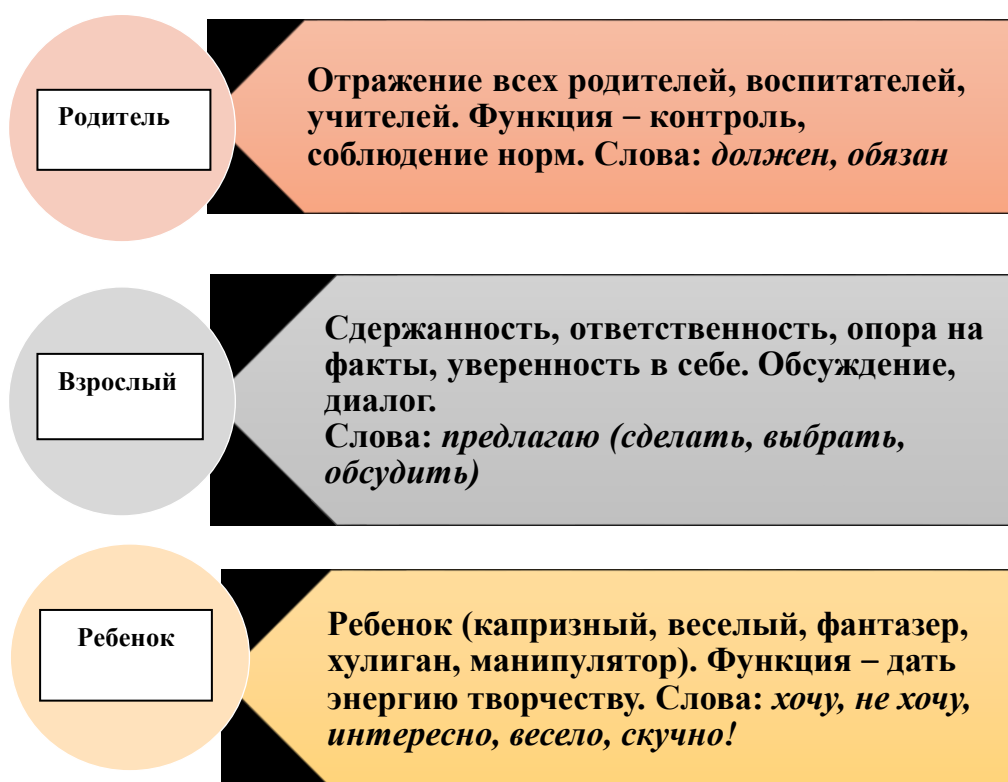 Родитель
Отражение всех родителей, воспитателей,
учителей. Функция – контроль,
соблюдение норм. Слова: должен, обязан
Взрослый
Сдержанность, ответственность, опора на
факты, уверенность в себе. Обсуждение,
диалог.
Слова: предлагаю (сделать, выбрать,
обсудить)
Ребенок
Ребенок (капризный, веселый, фантазер,
хулиган, манипулятор). Функция – дать
энергию творчеству. Слова: хочу, не хочу,
интересно, весело, скучно!